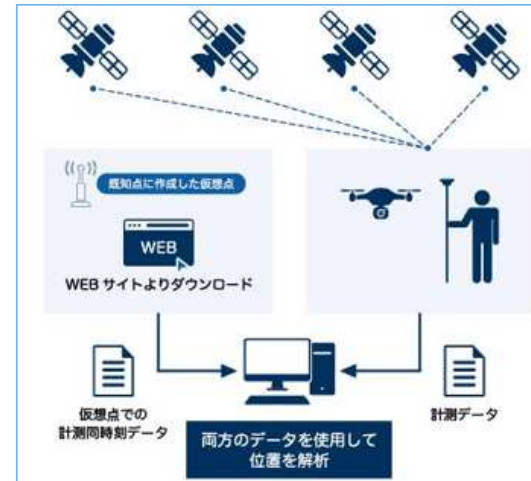 既知点に作成した仮想点
WEB
WEB サイトよりダウンロード
仮想点での
計測同時刻データ
計測データ
両方のデータを使用して
位置を解析